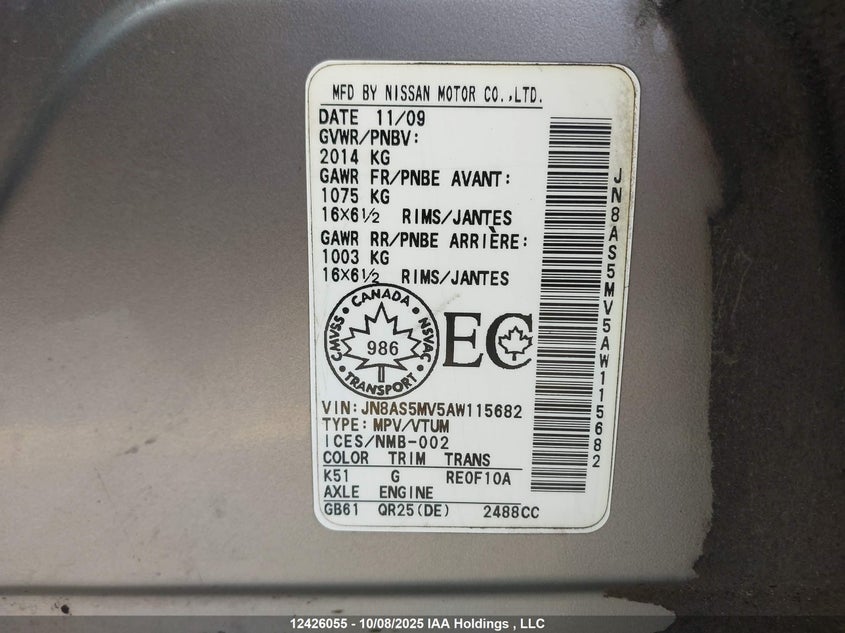 MFD BY NISSAN MOTOR CO.,LTD.
DATE 11/09
GVWR/PNBV:
2014 KG
GAWR FR/PNBE AVANT:
1075 KG
16×6½ RIMS/JANTES
GAWR RR/PNBE ARRIÈRE:
1003 KG
16×6½ RIMS/JANTES
CANADA
CMVSS
NSVAC
986
TRANSPORT
EC
VIN: JN8AS5MV5AW115682
TYPE: MPV/VTUM
ICES/NMB-002
COLOR TRIM TRANS
K51 G RE0F10A
AXLE ENGINE
GB61 QR25(DE) 2488CC
JN8AS5MV5AW115682
12426055 - 10/08/2025 IAA Holdings , LLC